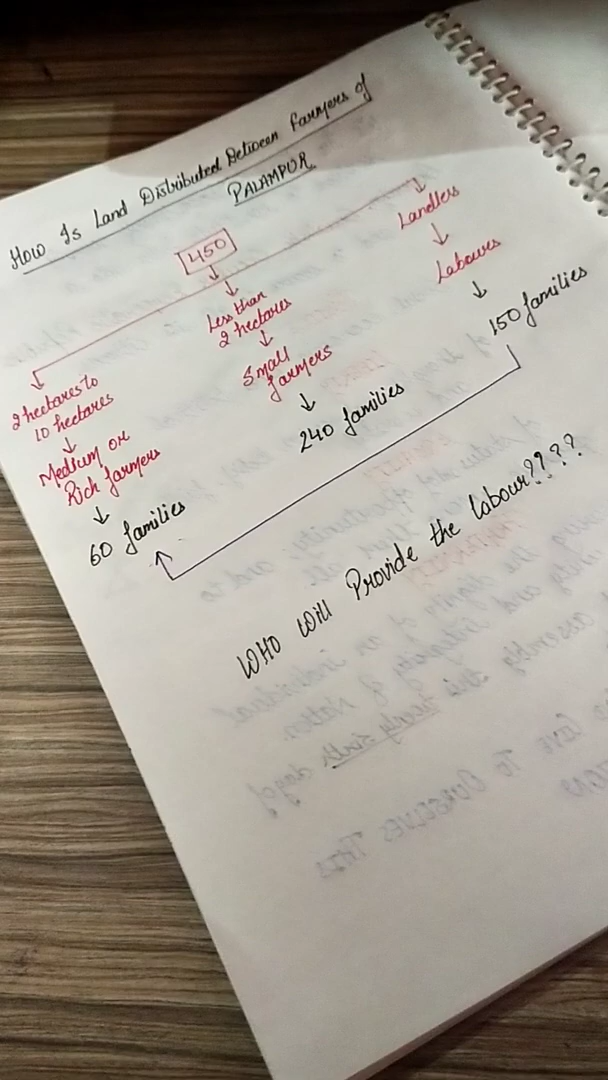 How Is Land Distributed Between Farmers of
PALAMPUR
450
2 hectares to
10 hectares
Medium or
Rich farmers
60 families
Less than
2 hectares
Small
farmers
240 families
Landless
Labours
150 families
WHO Will Provide the labour????